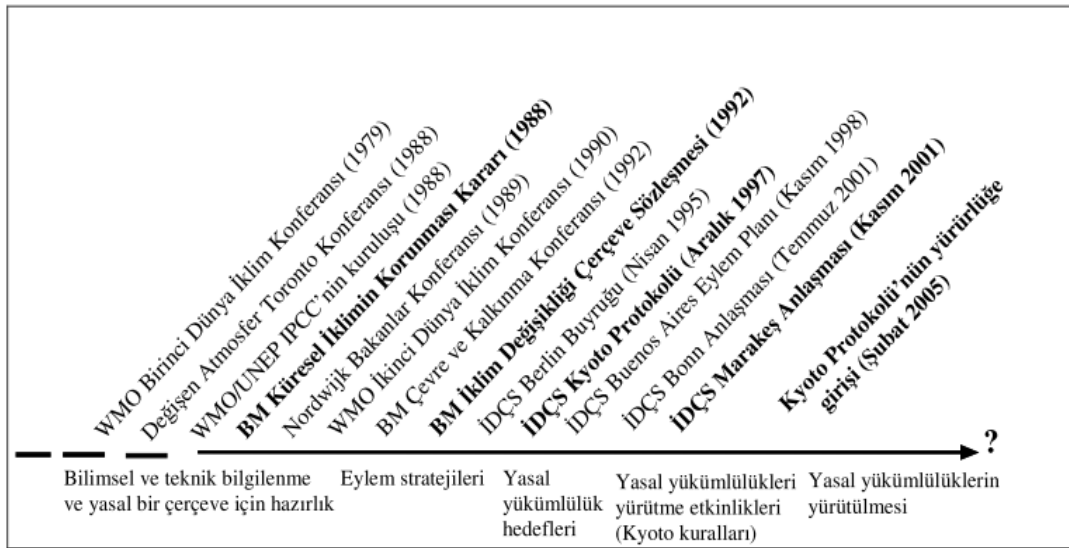 WMO Birinci Dünya İklim Konferansı (1979)
Değişen Atmosfer Toronto Konferansı (1988)
WMO/UNEP IPCC’nin kuruluşu (1988)
BM Küresel İklimin Korunması Kararı (1988)
Nordwijk Bakanlar Konferansı (1989)
WMO İkinci Dünya İklim Konferansı (1990)
BM Çevre ve Kalkınma Konferansı (1992)
BM İklim Değişikliği Çerçeve Sözleşmesi (1992)
İDÇS Berlin Buyruğu (Nisan 1995)
İDÇS Kyoto Protokolü (Aralık 1997)
İDÇS Buenos Aires Eylem Planı (Kasım 1998)
İDÇS Bonn Anlaşması (Temmuz 2001)
İDÇS Marakeş Anlaşması (Kasım 2001)
Kyoto Protokolü’nün yürürlüğe
girişi (Şubat 2005)
?
Bilimsel ve teknik bilgilenme
ve yasal bir çerçeve için hazırlık
Eylem stratejileri
Yasal
yükümlülük
hedefleri
Yasal yükümlülükleri
yürütme etkinlikleri
(Kyoto kuralları)
Yasal yükümlülüklerin
yürütülmesi